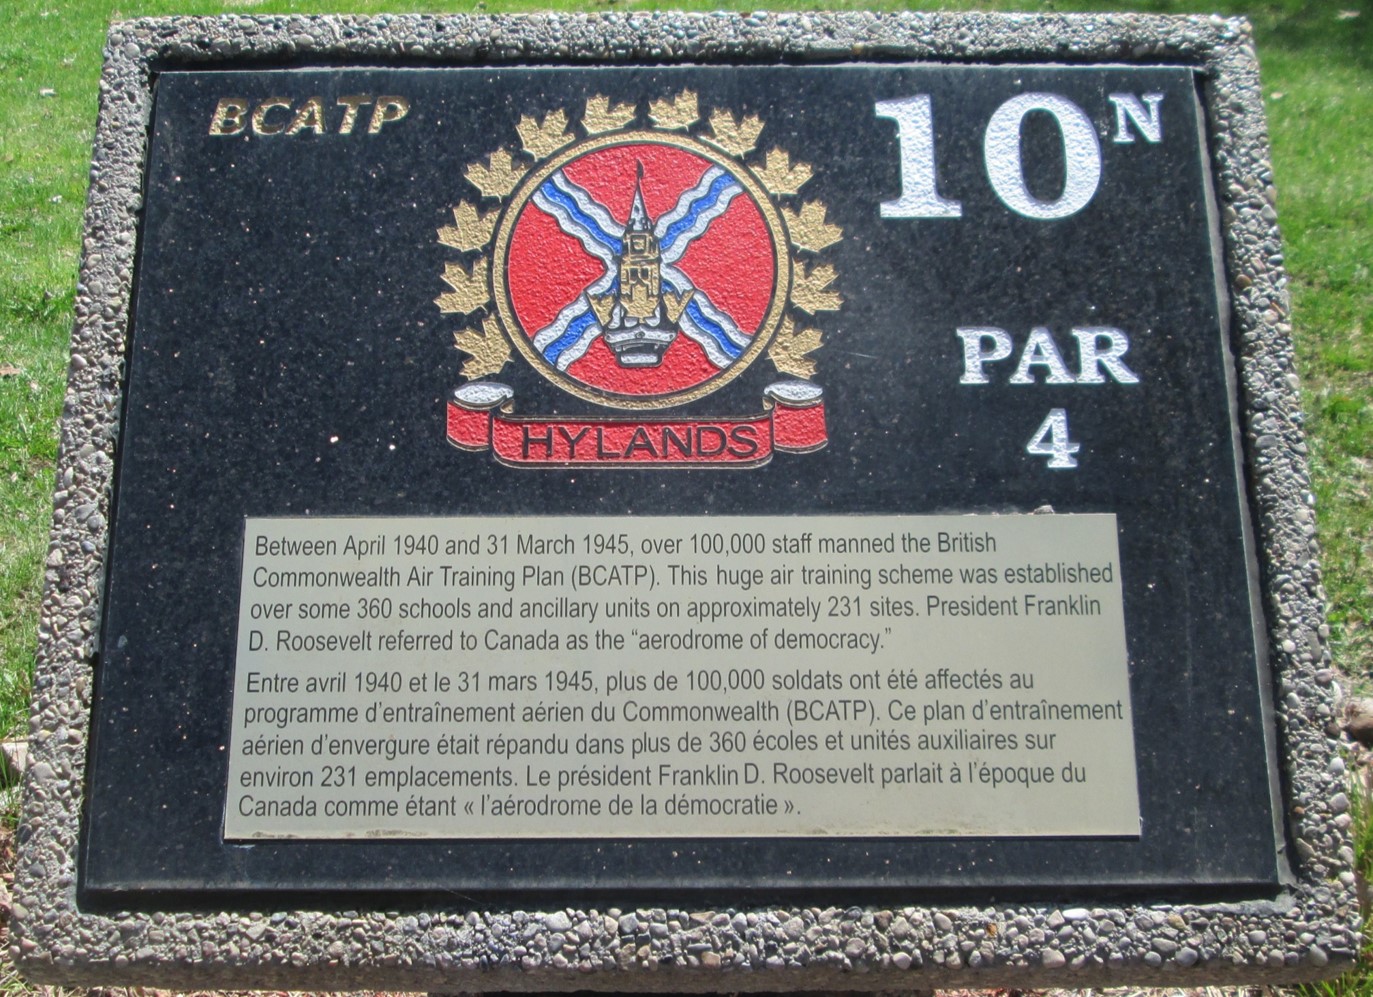 BCATP
10N
PAR
4
HYLANDS
Between April 1940 and 31 March 1945, over 100,000 staff manned the British
Commonwealth Air Training Plan (BCATP). This huge air training scheme was established
over some 360 schools and ancillary units on approximately 231 sites. President Franklin
D. Roosevelt referred to Canada as the “aerodrome of democracy.”
Entre avril 1940 et le 31 mars 1945, plus de 100,000 soldats ont été affectés au
programme d’entraînement aérien du Commonwealth (BCATP). Ce plan d’entraînement
aérien d’envergure était répandu dans plus de 360 écoles et unités auxiliaires sur
environ 231 emplacements. Le président Franklin D. Roosevelt parlait à l’époque du
Canada comme étant « l’aérodrome de la démocratie ».